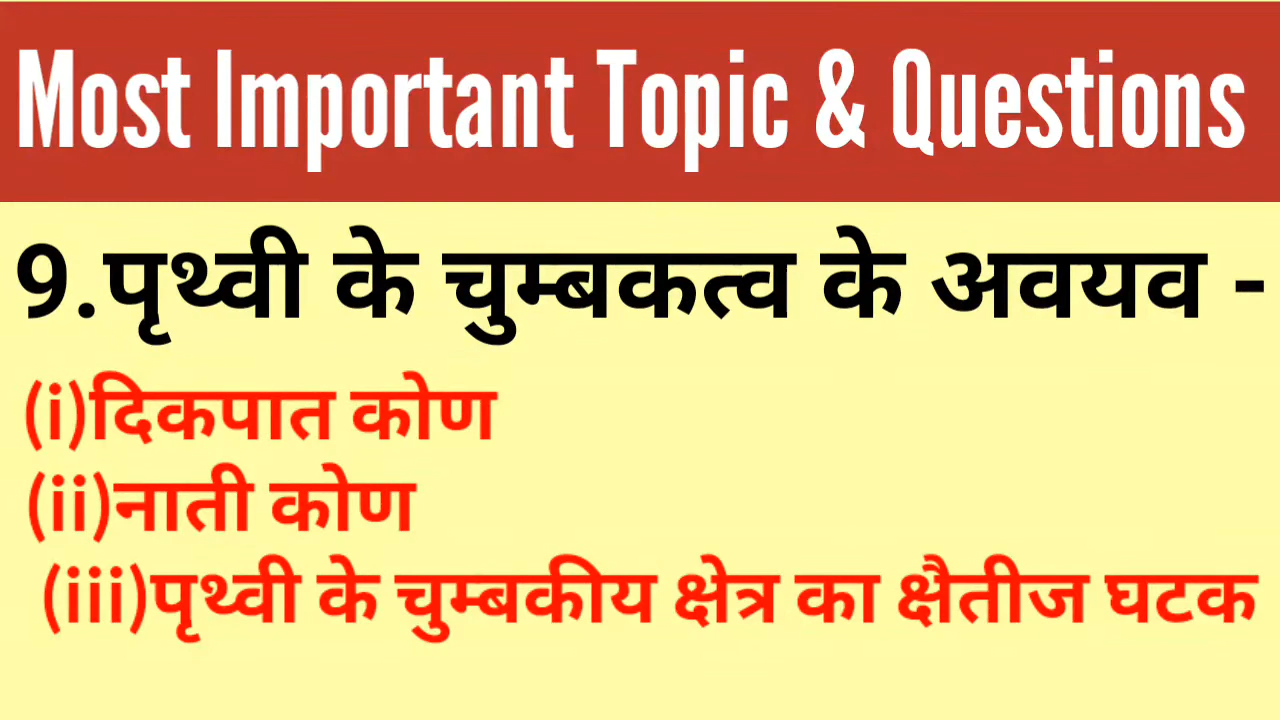 Most Important Topic & Questions
9.पृथ्वी के चुम्बकत्व के अवयव -
(i)दिकपात कोण
(ii)नाती कोण
(iii)पृथ्वी के चुम्बकीय क्षेत्र का क्षैतीज घटक